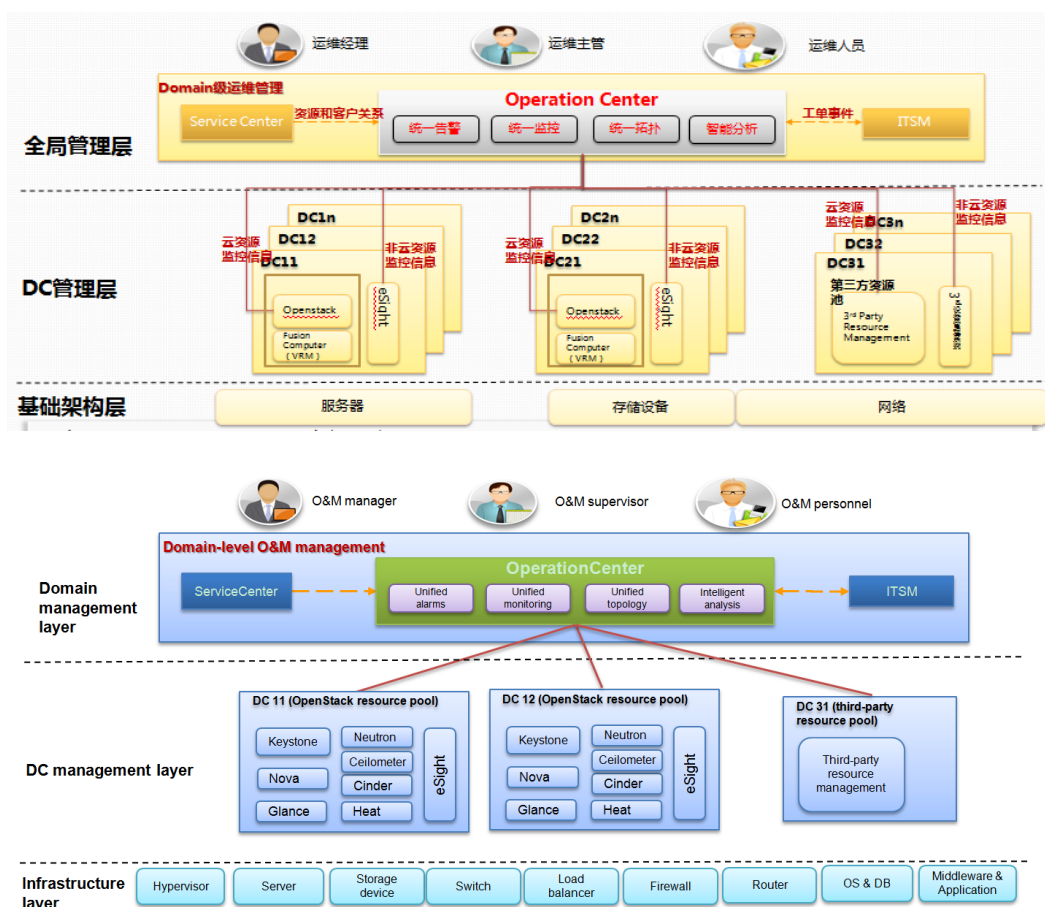 运维经理
运维主管
运维人员
Domain级运维管理
Operation Center
Service Center
资源和客户关系
统一告警
统一监控
统一拓扑
智能分析
工单事件
ITSM
全局管理层
DC1n
DC12
DC11
云资源
监控信息
非云资源
监控信息
Openstack
Fusion
Computer
( VRM )
eSight
DC2n
DC22
DC21
云资源
监控信息
非云资源
监控信息
Openstack
Fusion
Computer
( VRM )
eSight
云资源
监控信息
非云资源
监控信息
DC3n
DC32
DC31
第三方资源
池
3rd Party
Resource
Management
DC管理层
基础架构层
服务器
存储设备
网络
O&M manager
O&M supervisor
O&M personnel
Domain-level O&M management
OperationCenter
ServiceCenter
Unified
alarms
Unified
monitoring
Unified
topology
Intelligent
analysis
ITSM
Domain
management
layer
DC 11 (OpenStack resource pool)
Keystone
Nova
Glance
Neutron
Ceilometer
Cinder
Heat
eSight
DC 12 (OpenStack resource pool)
Keystone
Nova
Glance
Neutron
Ceilometer
Cinder
Heat
eSight
DC 31 (third-party
resource pool)
Third-party
resource
management
DC management layer
Infrastructure
layer
Hypervisor
Server
Storage
device
Switch
Load
balancer
Firewall
Router
OS & DB
Middleware &
Application